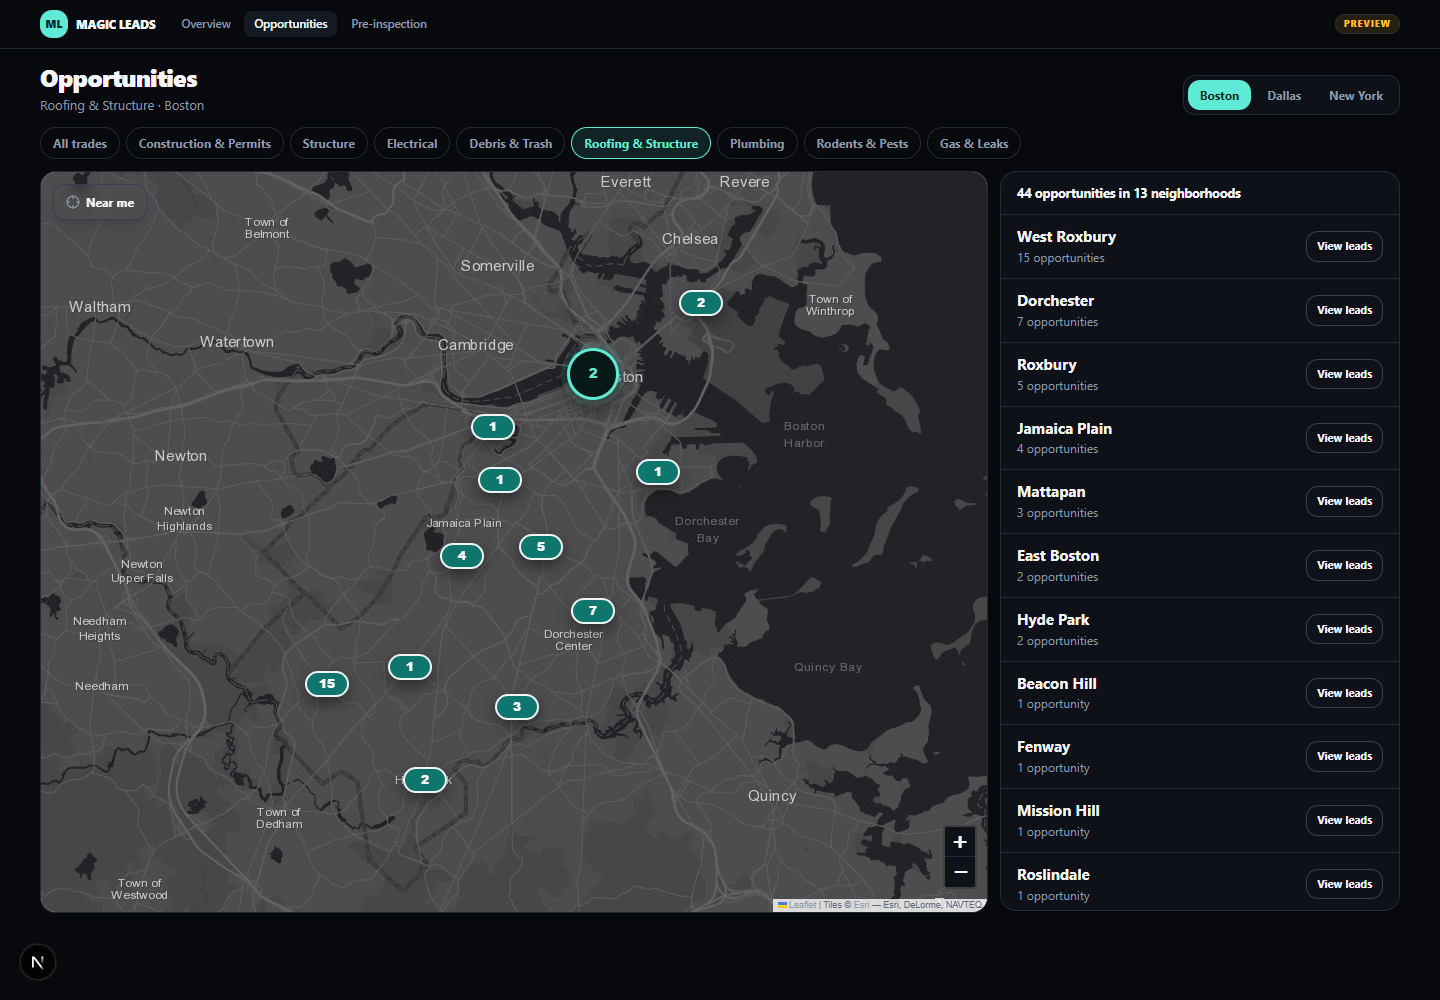 ML MAGIC LEADS Overview Opportunities Pre-inspection PREVIEW
Opportunities
Roofing & Structure · Boston
Boston Dallas New York
All trades Construction & Permits Structure Electrical Debris & Trash Roofing & Structure Plumbing Rodents & Pests Gas & Leaks
Near me
Everett
Revere
Town of
Belmont
Chelsea
Somerville
2
Town of
Winthrop
Waltham
Watertown
Cambridge
2
ston
1
Boston
Harbor
Newton
1
1
Newton
Highlands
Jamaica Plain
Dorchester
Bay
4
5
Newton
Upper Falls
7
Needham
Heights
Dorchester
Center
1
Quincy Bay
15
Needham
3
H 2 k
Quincy
Town of
Dedham
+
−
Town of
Westwood
Leaflet | Tiles © Esri — Esri, DeLorme, NAVTEQ
44 opportunities in 13 neighborhoods
West Roxbury
15 opportunities
View leads
Dorchester
7 opportunities
View leads
Roxbury
5 opportunities
View leads
Jamaica Plain
4 opportunities
View leads
Mattapan
3 opportunities
View leads
East Boston
2 opportunities
View leads
Hyde Park
2 opportunities
View leads
Beacon Hill
1 opportunity
View leads
Fenway
1 opportunity
View leads
Mission Hill
1 opportunity
View leads
Roslindale
1 opportunity
View leads
N